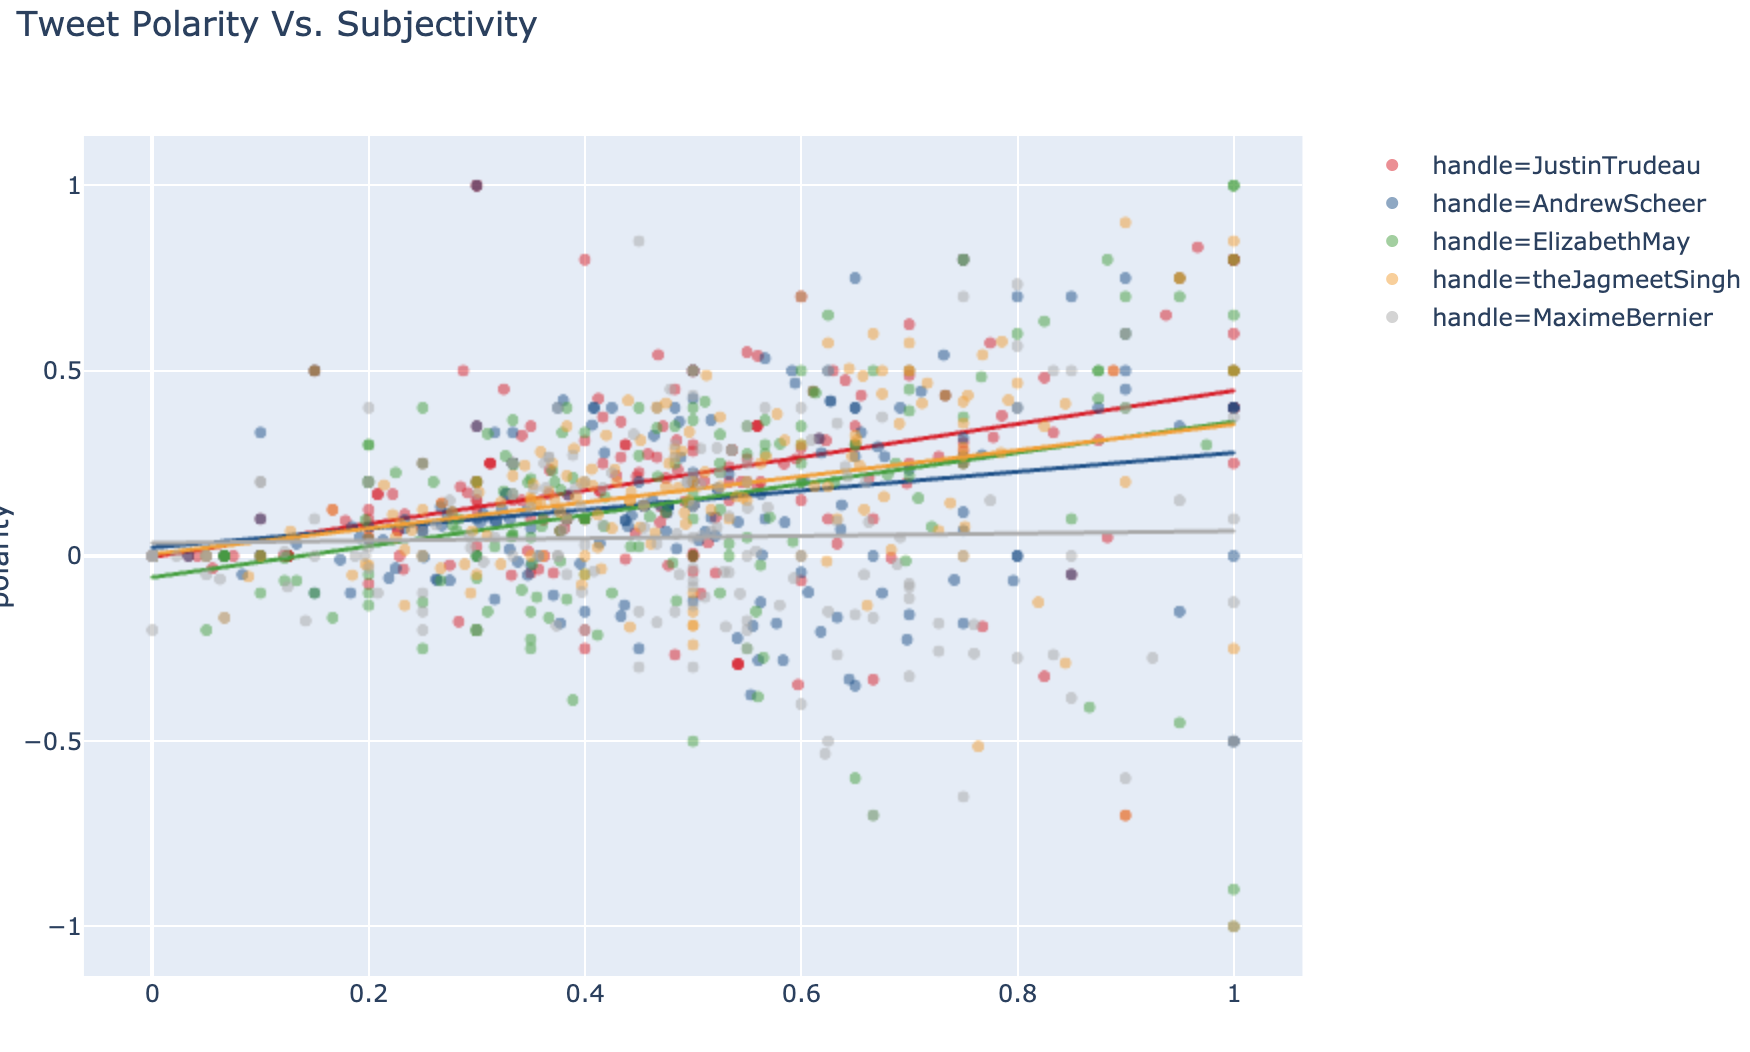 Tweet Polarity Vs. Subjectivity
handle=JustinTrudeau
handle=AndrewScheer
handle=ElizabethMay
handle=theJagmeetSingh
handle=MaximeBernier
polarity
1
0.5
0
−0.5
−1
0 0.2 0.4 0.6 0.8 1